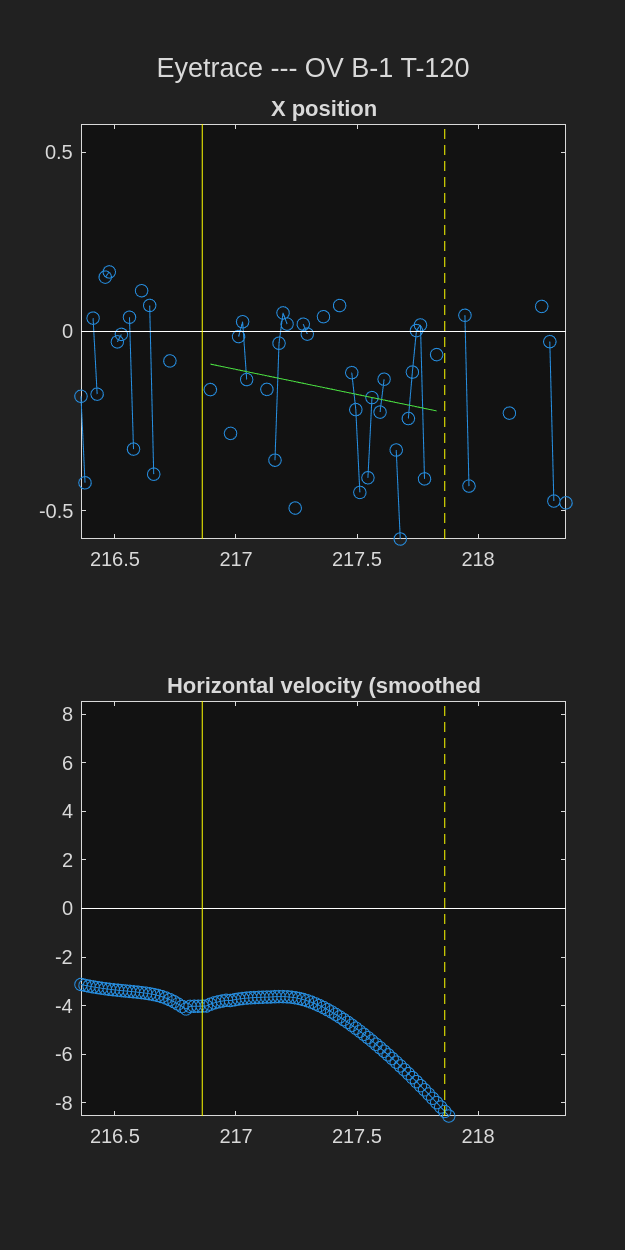 Eyetrace --- OV B-1 T-120
X position
0.5
0
-0.5
216.5 217 217.5 218
Horizontal velocity (smoothed
8
6
4
2
0
-2
-4
-6
-8
216.5 217 217.5 218